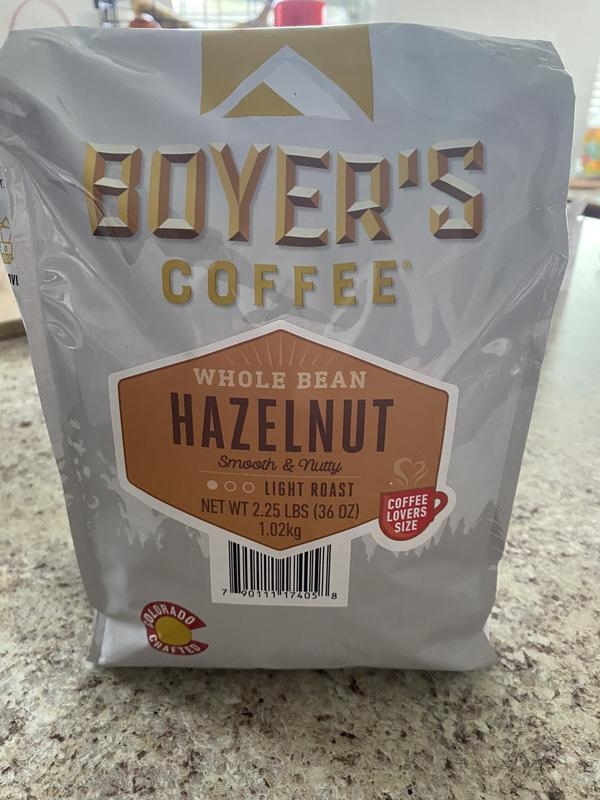 BOYER'S
COFFEE®
WHOLE BEAN
HAZELNUT
Smooth & Nutty
LIGHT ROAST
NET WT 2.25 LBS (36 OZ)
1.02kg
COFFEE
LOVERS
SIZE
7 90111 17405 8
COLORADO
CRAFTED